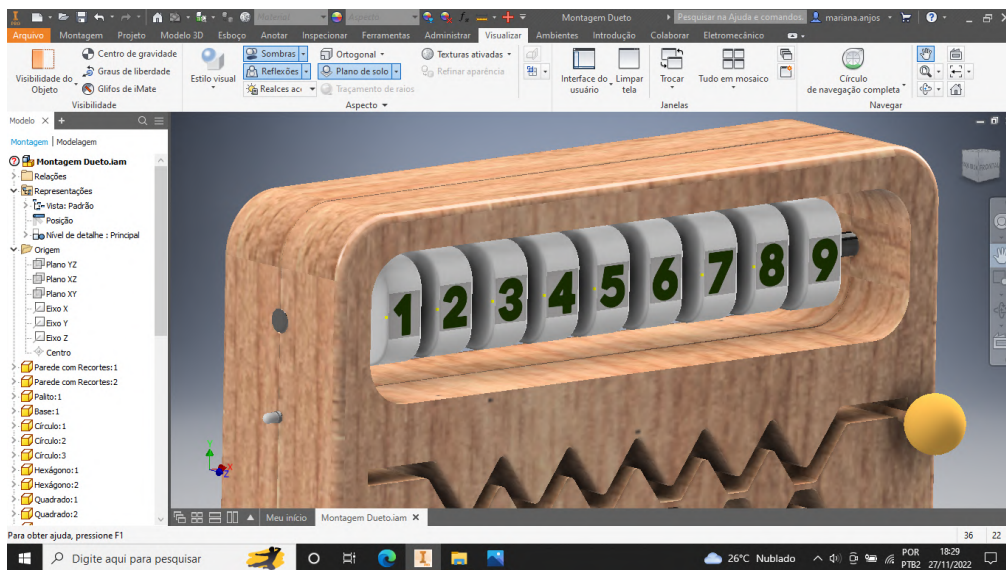 PRO Material Aspecto Montagem Dueto Pesquisar na Ajuda e comandos. mariana.anjos
Arquivo Montagem Projeto Modelo 3D Esboço Anotar Inspecionar Ferramentas Administrar Visualizar Ambientes Introdução Colaborar Eletromecânico
Visibilidade do Objeto
Centro de gravidade
Graus de liberdade
Glifos de iMate
Visibilidade
Estilo visual
Sombras
Reflexões
Realces aci
Ortogonal
Plano de solo
Traçamento de raios
Texturas ativadas
Refinar aparência
Aspecto
Interface do usuário
Limpar tela
Trocar
Tudo em mosaico
Janelas
Círculo de navegação completa
Navegar
Modelo
Montagem | Modelagem
Montagem Dueto.iam
Relações
Representações
Vista: Padrão
Posição
Nível de detalhe : Principal
Origem
Plano YZ
Plano XZ
Plano XY
Eixo X
Eixo Y
Eixo Z
Centro
Parede com Recortes:1
Parede com Recortes:2
Palito:1
Base:1
Círculo:1
Círculo:2
Círculo:3
Hexágono:1
Hexágono:2
Quadrado:1
Quadrado:2
1 2 3 4 5 6 7 8 9
Y
X
Z
Meu início Montagem Dueto.iam
Para obter ajuda, pressione F1 36 22
Digite aqui para pesquisar
26°C Nublado
POR
PTB2
18:29
27/11/2022